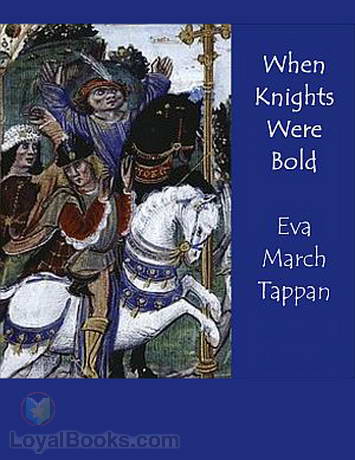 When
Knights
Were
Bold
Eva
March
Tappan
LoyalBooks.com